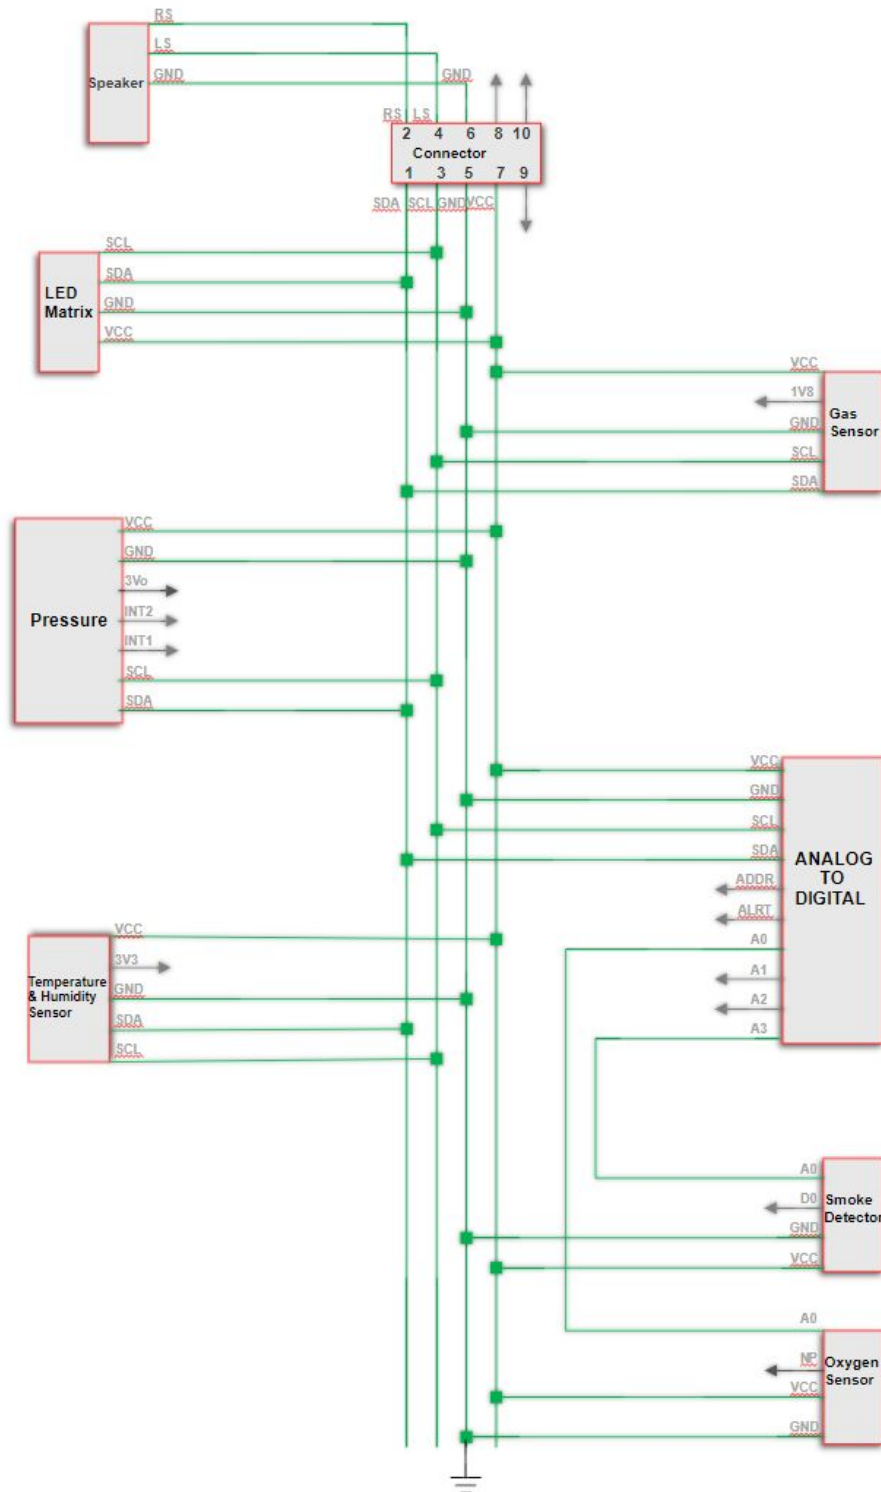 RS
LS
GND
Speaker
GND
RS LS
2 4 6 8 10
Connector
1 3 5 7 9
SDA SCL GND VCC
SCL
SDA
GND
VCC
LED
Matrix
VCC
1V8
GND
SCL
SDA
Gas
Sensor
VCC
GND
3Vo
INT2
INT1
SCL
SDA
Pressure
VCC
GND
SCL
SDA
ADDR
ALRT
A0
A1
A2
A3
ANALOG
TO
DIGITAL
VCC
3V3
GND
SDA
SCL
Temperature
& Humidity
Sensor
A0
D0
GND
VCC
Smoke
Detector
A0
NP
VCC
GND
Oxygen
Sensor